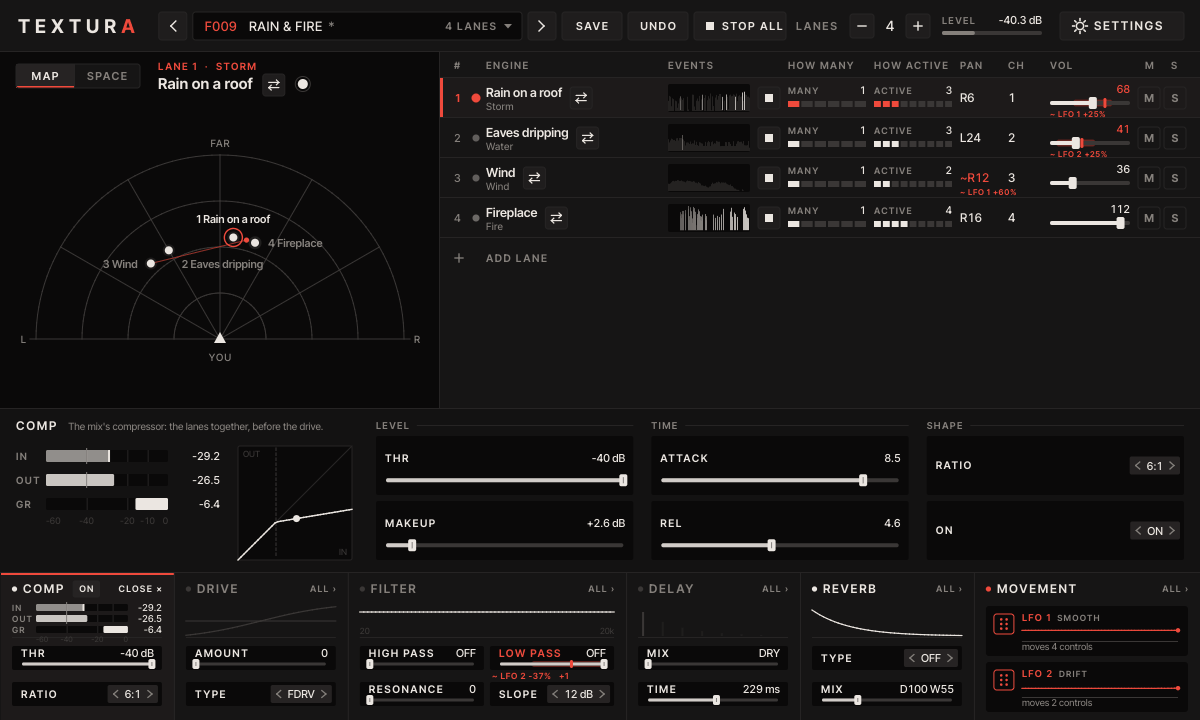 TEXTURA
F009 RAIN & FIRE * 4 LANES
SAVE
UNDO
STOP ALL
LANES
4
LEVEL -40.3 dB
SETTINGS
MAP
SPACE
LANE 1 · STORM
Rain on a roof
FAR
1 Rain on a roof
4 Fireplace
3 Wind
2 Eaves dripping
L
R
YOU
# ENGINE EVENTS HOW MANY HOW ACTIVE PAN CH VOL M S
1 Rain on a roof MANY 1 ACTIVE 3 R6 1 68 M S
Storm
~ LFO 1 +25%
2 Eaves dripping MANY 1 ACTIVE 3 L24 2 41 M S
Water
~ LFO 2 +25%
3 Wind MANY 1 ACTIVE 2 ~R12 3 36 M S
Wind
~ LFO 1 +60%
4 Fireplace MANY 1 ACTIVE 4 R16 4 112 M S
Fire
+ ADD LANE
COMP The mix's compressor: the lanes together, before the drive.
IN -29.2
OUT -26.5
GR -6.4
-60 -40 -20 -10 0
OUT
IN
LEVEL
THR -40 dB
MAKEUP +2.6 dB
TIME
ATTACK 8.5
REL 4.6
SHAPE
RATIO < 6:1 >
ON < ON >
COMP ON CLOSE ×
IN -29.2
OUT -26.5
GR -6.4
-60 -40 -20 0
THR -40 dB
RATIO < 6:1 >
DRIVE ALL ›
AMOUNT 0
TYPE < FDRV >
FILTER ALL ›
20 20k
HIGH PASS OFF
LOW PASS OFF
~ LFO 2 -37% +1
RESONANCE 0
SLOPE < 12 dB >
DELAY ALL ›
MIX DRY
TIME 229 ms
REVERB ALL ›
TYPE < OFF >
MIX D100 W55
MOVEMENT ALL ›
LFO 1 SMOOTH
moves 4 controls
LFO 2 DRIFT
moves 2 controls